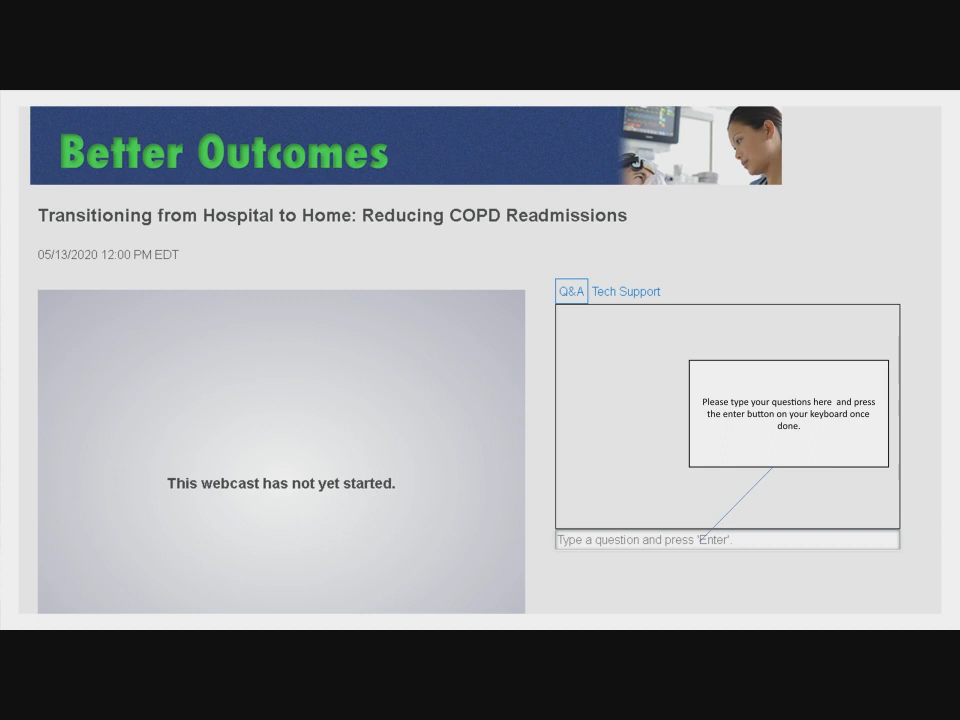 Better Outcomes
Transitioning from Hospital to Home: Reducing COPD Readmissions
05/13/2020 12:00 PM EDT
Q&A Tech Support
Please type your questions here and press
the enter button on your keyboard once
done.
This webcast has not yet started.
Type a question and press 'Enter'.